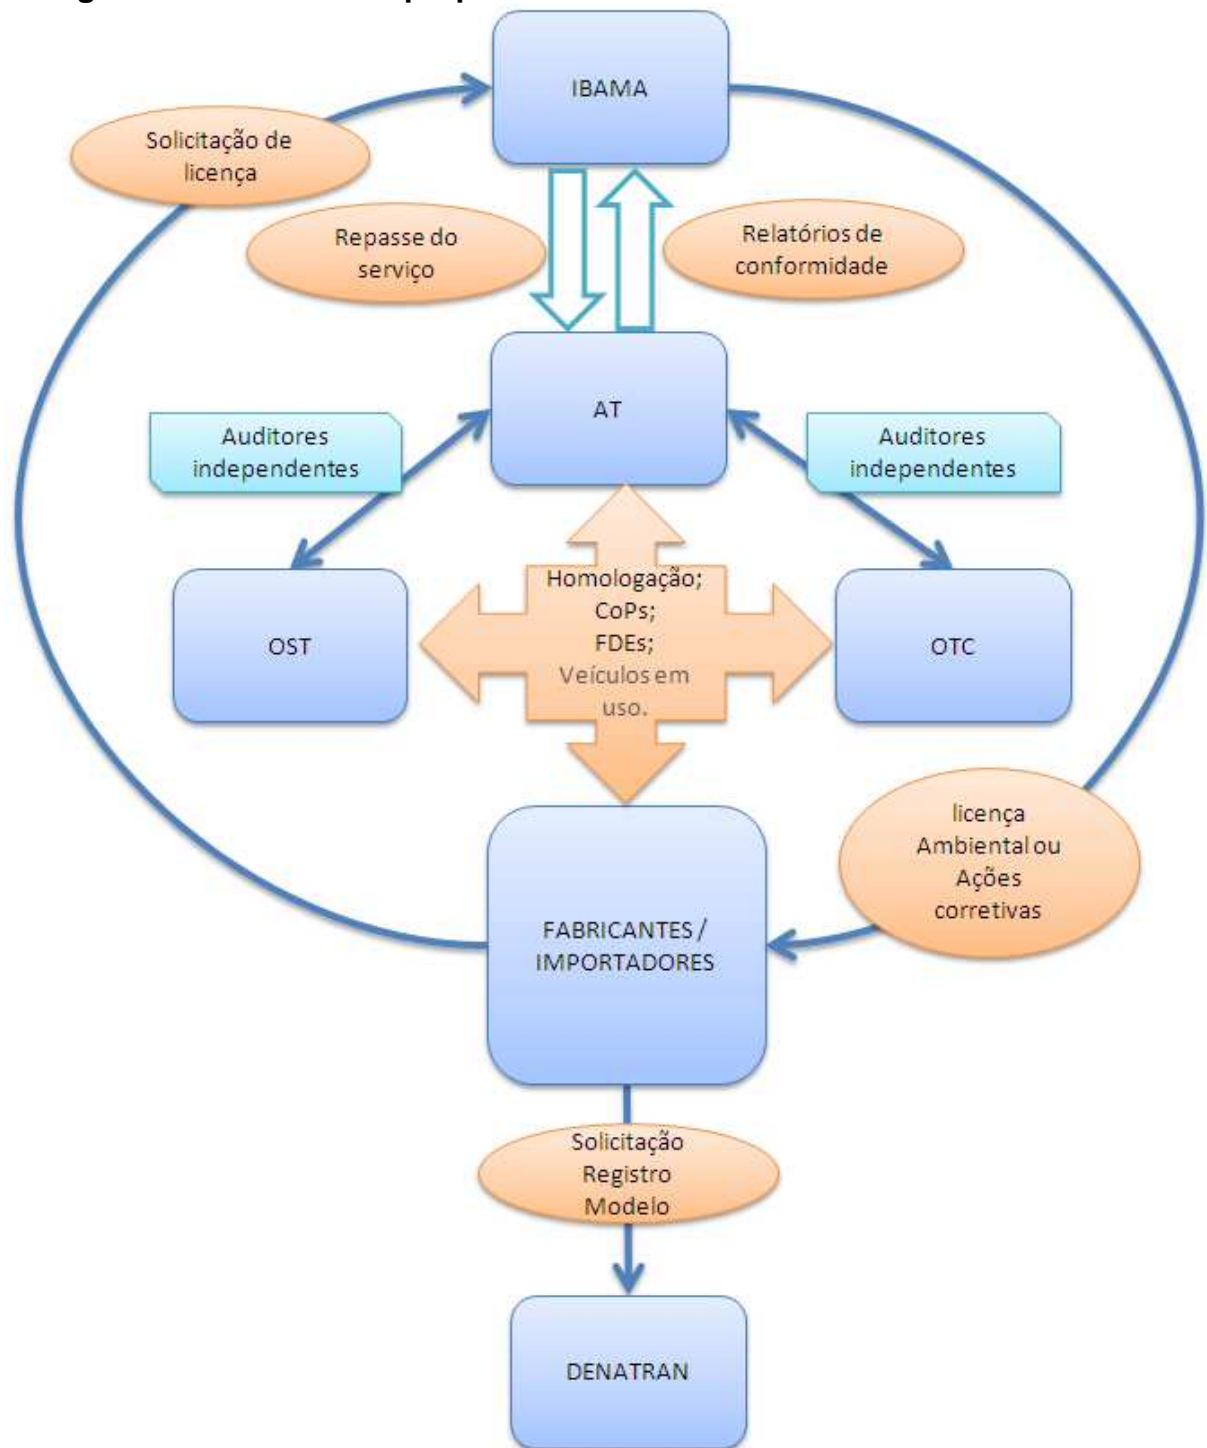 IBAMA
Solicitação de
licença
Repasse do
serviço
Relatórios de
conformidade
AT
Auditores
independentes
Auditores
independentes
OST
Homologação;
CoPs;
FDEs;
Veículos em
uso.
OTC
licença
Ambiental ou
Ações
corretivas
FABRICANTES /
IMPORTADORES
Solicitação
Registro
Modelo
DENATRAN